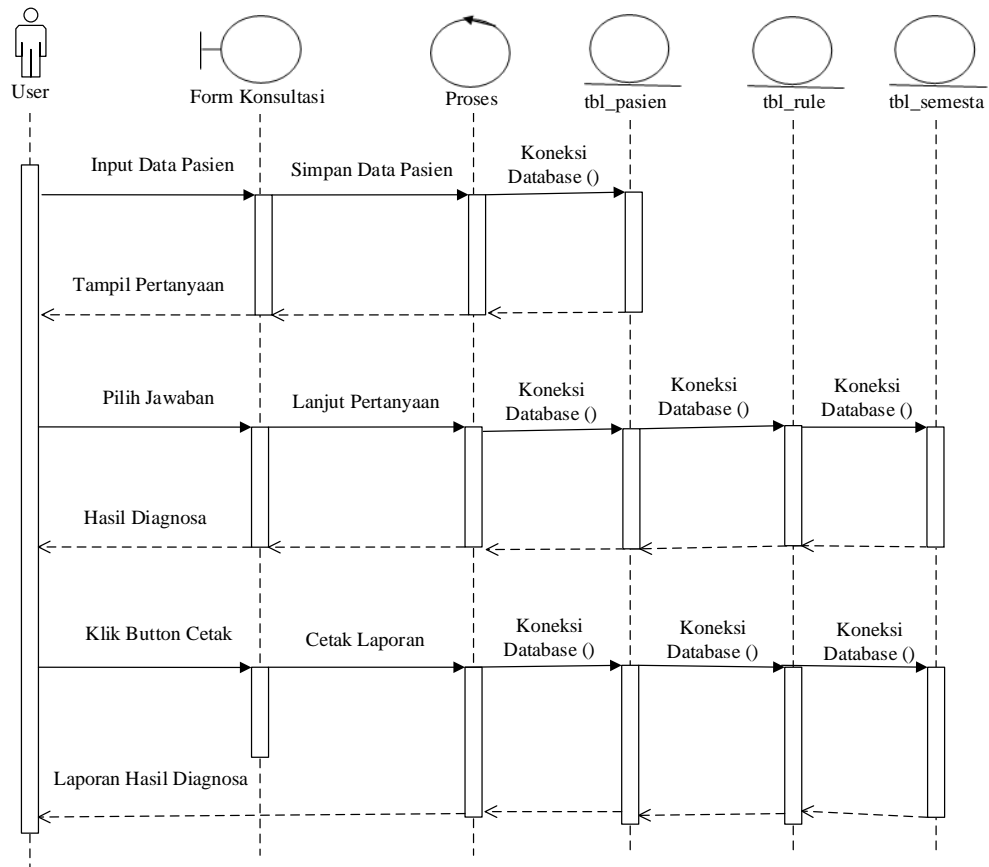 User
Form Konsultasi
Proses
tbl_pasien
tbl_rule
tbl_semesta
Input Data Pasien
Simpan Data Pasien
Koneksi
Database ()
Tampil Pertanyaan
Pilih Jawaban
Lanjut Pertanyaan
Koneksi
Database ()
Koneksi
Database ()
Koneksi
Database ()
Hasil Diagnosa
Klik Button Cetak
Cetak Laporan
Koneksi
Database ()
Koneksi
Database ()
Koneksi
Database ()
Laporan Hasil Diagnosa